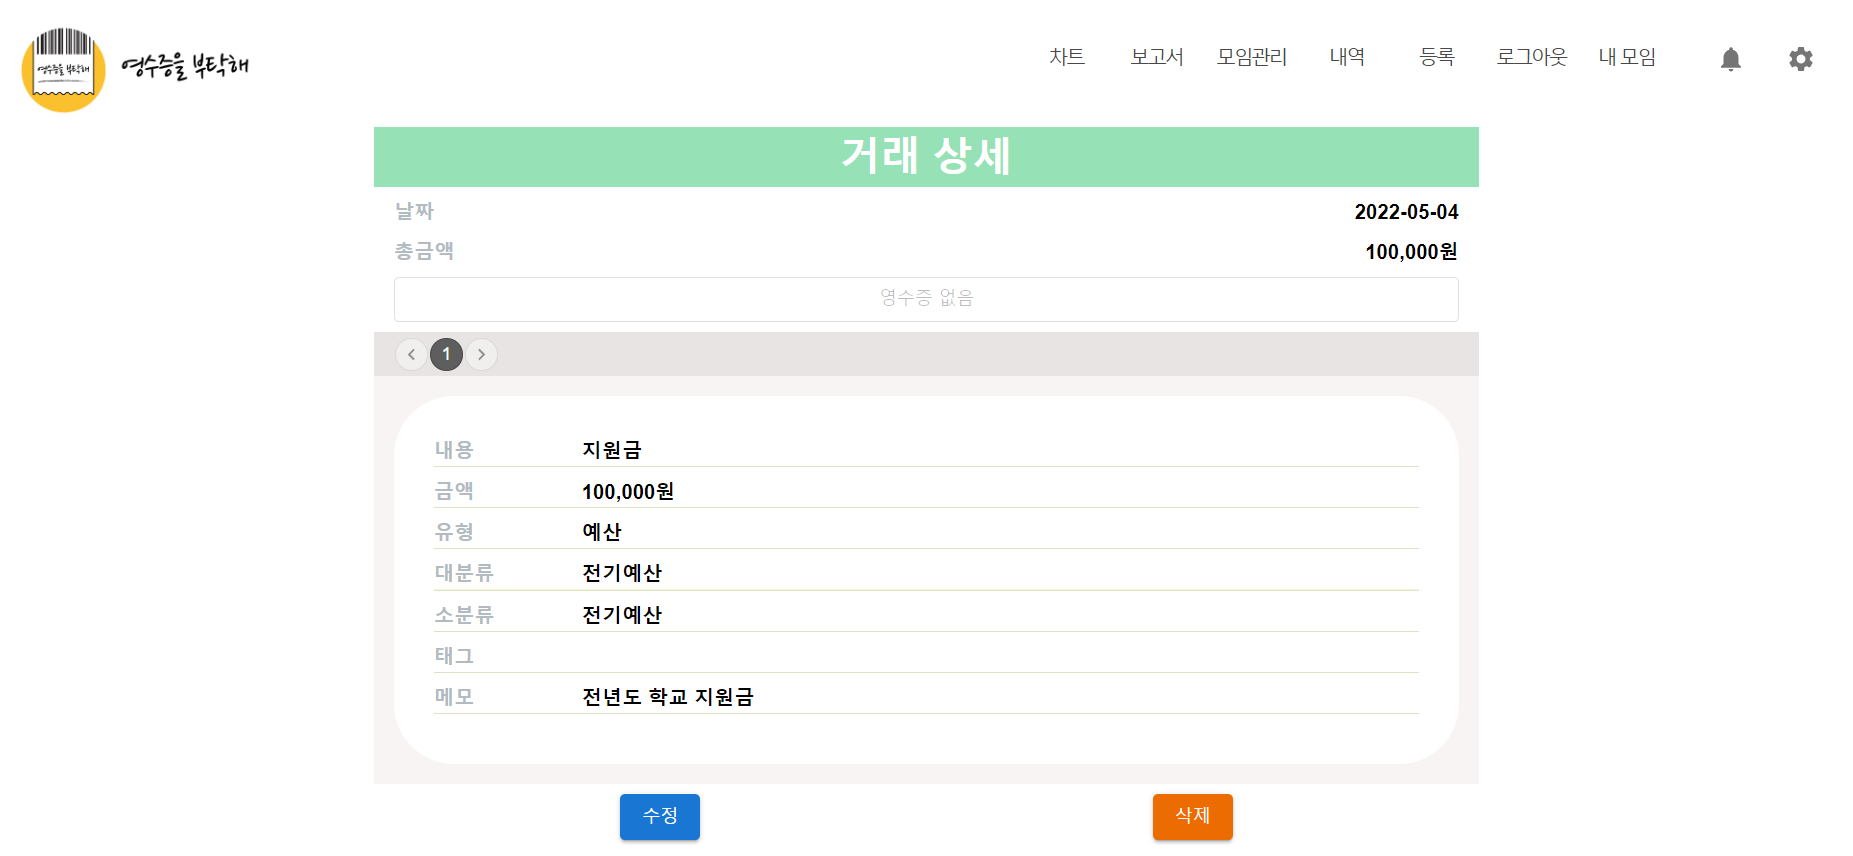 영수증을 부탁해
영수증을 부탁해
차트 보고서 모임관리 내역 등록 로그아웃 내 모임
거래 상세
날짜 2022-05-04
총금액 100,000원
영수증 없음
1
내용 지원금
금액 100,000원
유형 예산
대분류 전기예산
소분류 전기예산
태그
메모 전년도 학교 지원금
수정 삭제